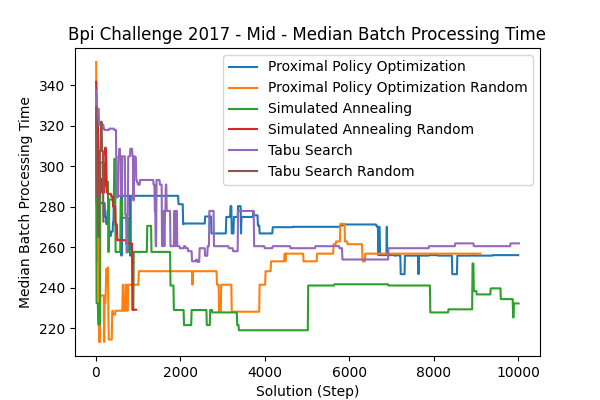 Bpi Challenge 2017 - Mid - Median Batch Processing Time
Proximal Policy Optimization
Proximal Policy Optimization Random
Simulated Annealing
Simulated Annealing Random
Tabu Search
Tabu Search Random
340
320
300
280
260
240
220
Median Batch Processing Time
0
2000
4000
6000
8000
10000
Solution (Step)